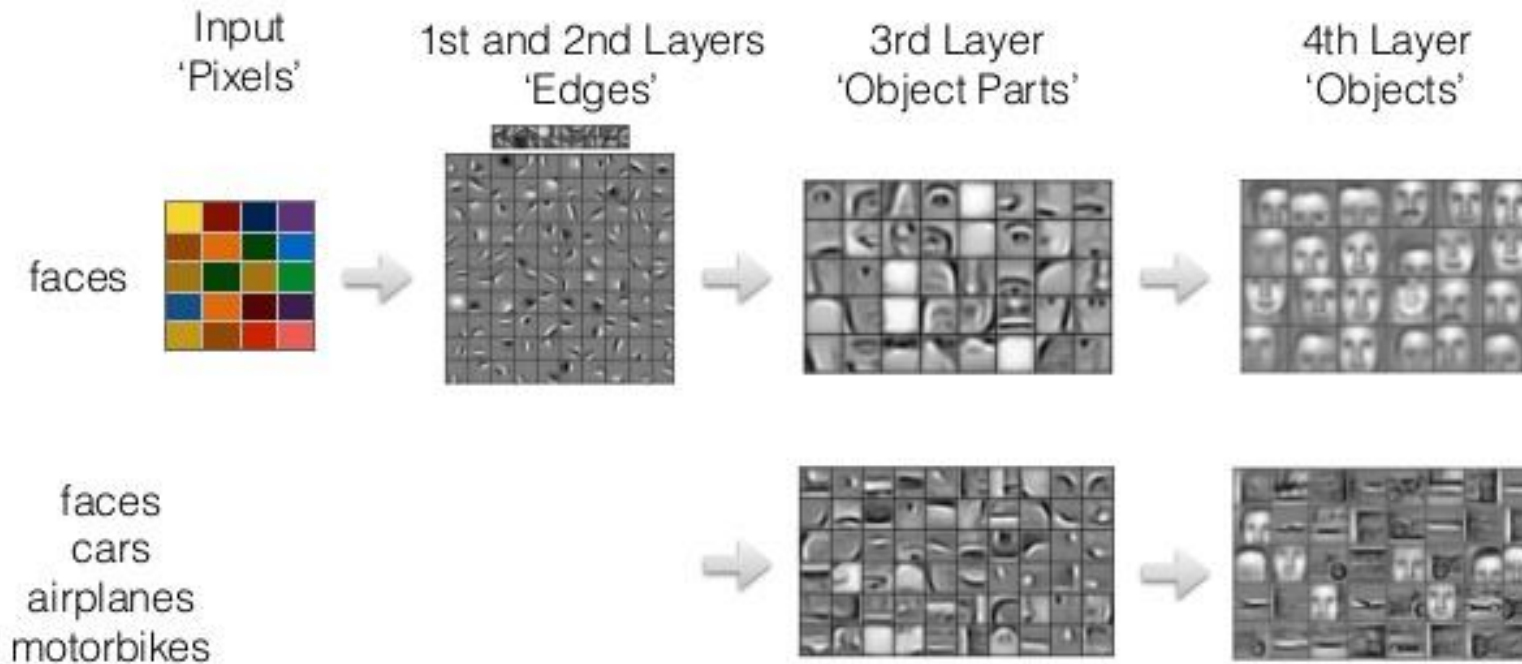 Input
'Pixels'
1st and 2nd Layers
'Edges'
3rd Layer
'Object Parts'
4th Layer
'Objects'
faces
faces
cars
airplanes
motorbikes